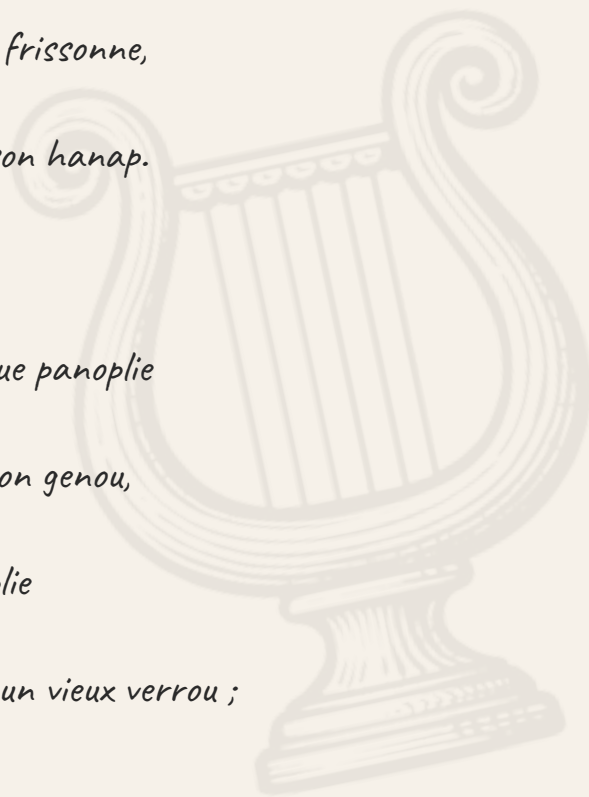 frissonne,
on hanap.
ue panoplie
on genou,
lie
un vieux verrou ;